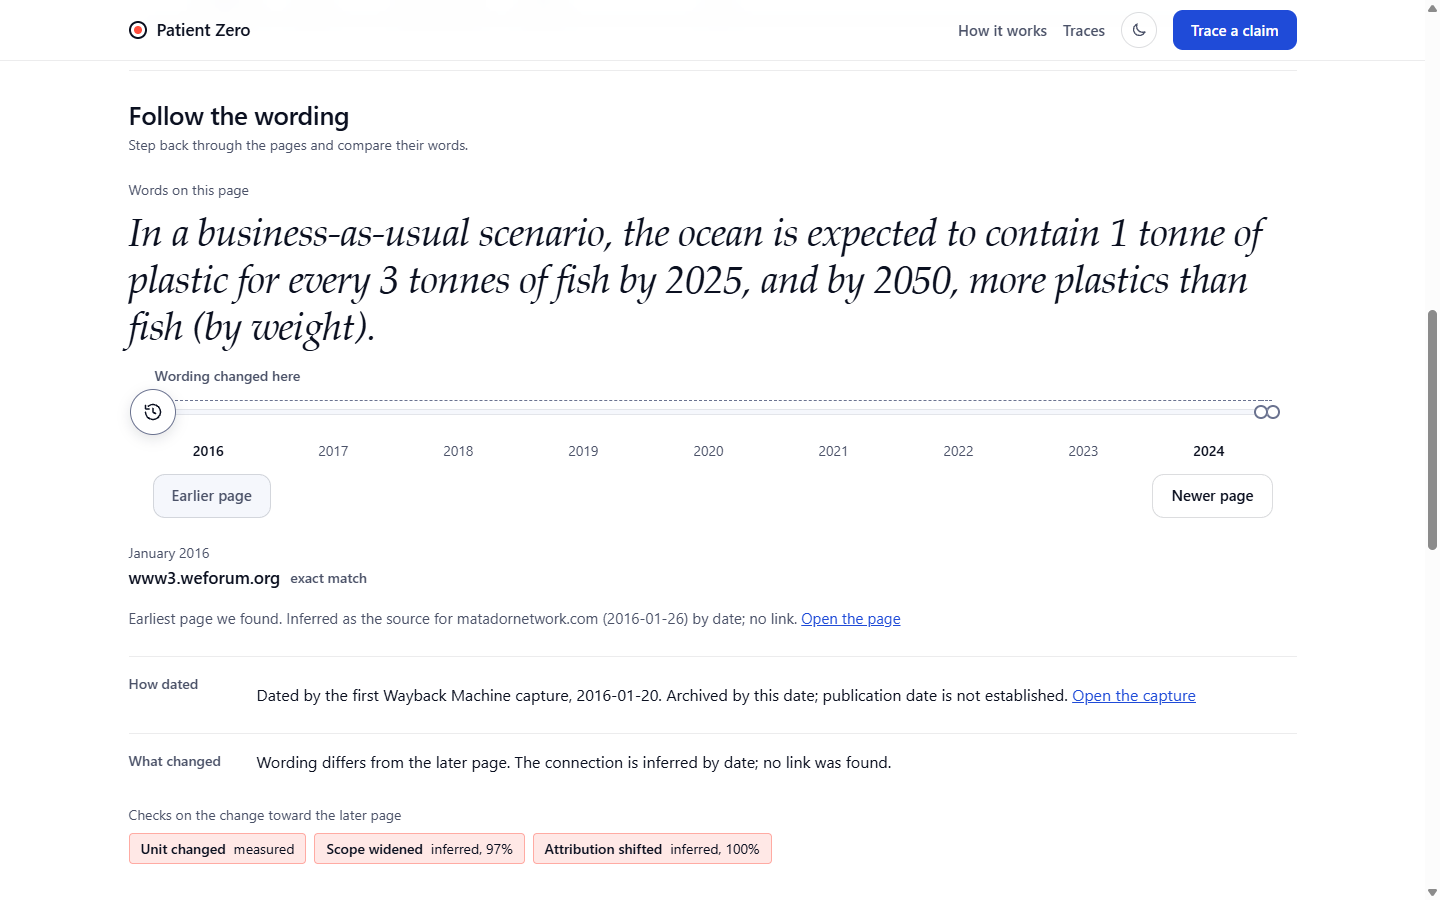 Patient Zero
How it works
Traces
Trace a claim
Follow the wording
Step back through the pages and compare their words.
Words on this page
In a business-as-usual scenario, the ocean is expected to contain 1 tonne of
plastic for every 3 tonnes of fish by 2025, and by 2050, more plastics than
fish (by weight).
Wording changed here
2016 2017 2018 2019 2020 2021 2022 2023 2024
Earlier page
Newer page
January 2016
www3.weforum.org exact match
Earliest page we found. Inferred as the source for matadornetwork.com (2016-01-26) by date; no link. Open the page
How dated
Dated by the first Wayback Machine capture, 2016-01-20. Archived by this date; publication date is not established. Open the capture
What changed
Wording differs from the later page. The connection is inferred by date; no link was found.
Checks on the change toward the later page
Unit changed measured
Scope widened inferred, 97%
Attribution shifted inferred, 100%